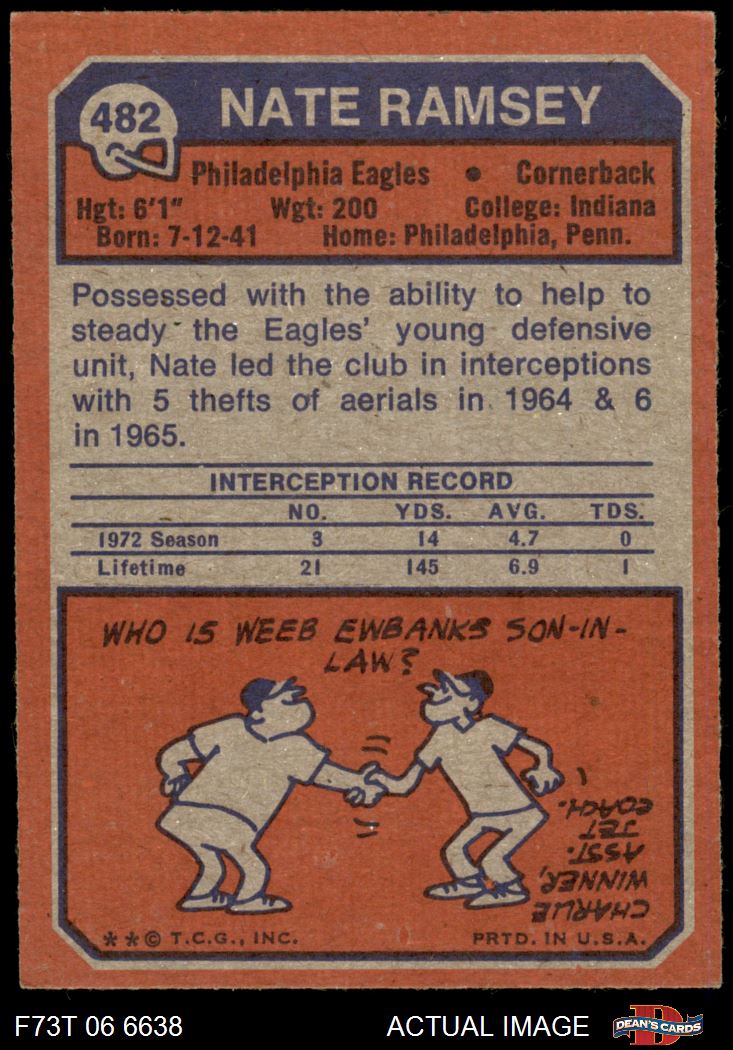 482
NATE RAMSEY
Philadelphia Eagles • Cornerback
Hgt: 6'1" Wgt: 200 College: Indiana
Born: 7-12-41 Home: Philadelphia, Penn.
Possessed with the ability to help to
steady the Eagles' young defensive
unit, Nate led the club in interceptions
with 5 thefts of aerials in 1964 & 6
in 1965.
INTERCEPTION RECORD
NO. YDS. AVG. TDS.
1972 Season 3 14 4.7 0
Lifetime 21 145 6.9 1
WHO IS WEEB EWBANKS SON-IN-
LAW?
CHARLIE
WINNER,
ASST.
JET
COACH.
**© T.C.G., INC. PRTD. IN U.S.A.
F73T 06 6638 ACTUAL IMAGE D DEAN'S CARDS